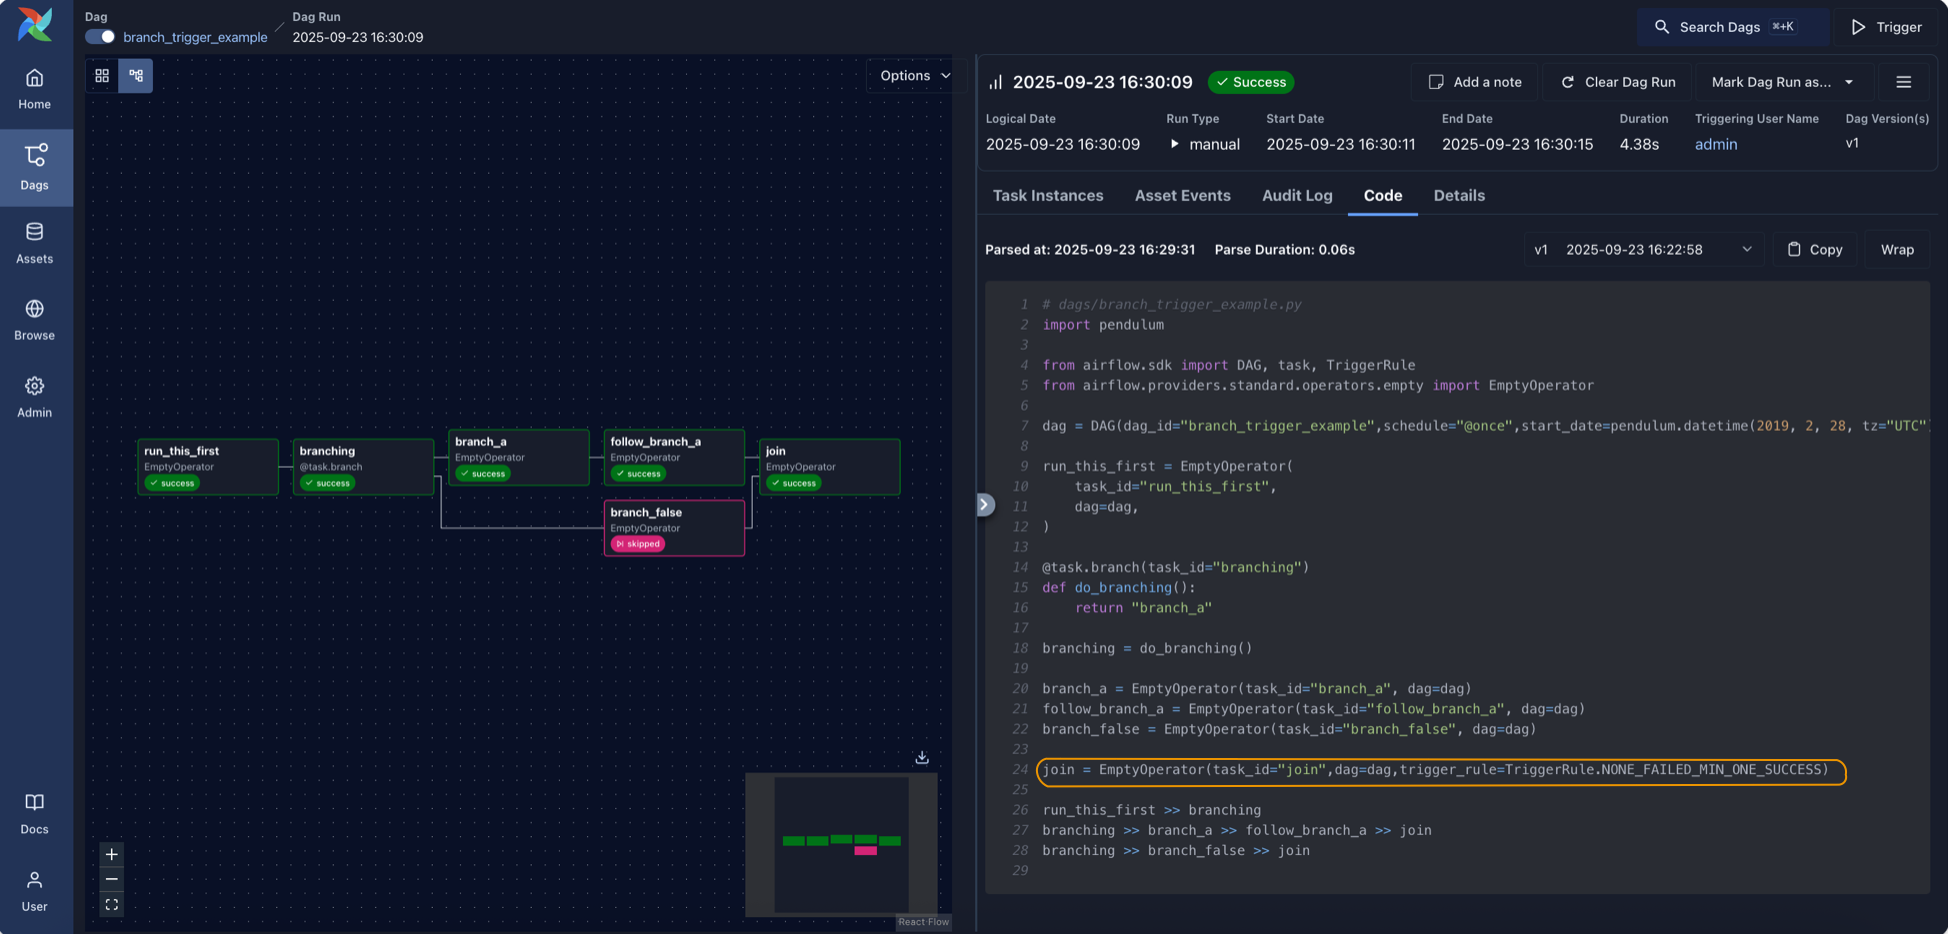 Dag
branch_trigger_example
/
Dag Run
2025-09-23 16:30:09
Search Dags ⌘+K
Trigger
Home
Dags
Assets
Browse
Admin
Docs
User
Options
run_this_first
EmptyOperator
success
branching
@task.branch
success
branch_a
EmptyOperator
success
follow_branch_a
EmptyOperator
success
branch_false
EmptyOperator
skipped
join
EmptyOperator
success
React Flow
2025-09-23 16:30:09 Success
Add a note
Clear Dag Run
Mark Dag Run as...
Logical Date Run Type Start Date End Date Duration Triggering User Name Dag Version(s)
2025-09-23 16:30:09 manual 2025-09-23 16:30:11 2025-09-23 16:30:15 4.38s admin v1
Task Instances Asset Events Audit Log Code Details
Parsed at: 2025-09-23 16:29:31 Parse Duration: 0.06s v1 2025-09-23 16:22:58 Copy Wrap
1 # dags/branch_trigger_example.py
2 import pendulum
3
4 from airflow.sdk import DAG, task, TriggerRule
5 from airflow.providers.standard.operators.empty import EmptyOperator
6
7 dag = DAG(dag_id="branch_trigger_example",schedule="@once",start_date=pendulum.datetime(2019, 2, 28, tz="UTC")
8
9 run_this_first = EmptyOperator(
10     task_id="run_this_first",
11     dag=dag,
12 )
13
14 @task.branch(task_id="branching")
15 def do_branching():
16     return "branch_a"
17
18 branching = do_branching()
19
20 branch_a = EmptyOperator(task_id="branch_a", dag=dag)
21 follow_branch_a = EmptyOperator(task_id="follow_branch_a", dag=dag)
22 branch_false = EmptyOperator(task_id="branch_false", dag=dag)
23
24 join = EmptyOperator(task_id="join",dag=dag,trigger_rule=TriggerRule.NONE_FAILED_MIN_ONE_SUCCESS)
25
26 run_this_first >> branching
27 branching >> branch_a >> follow_branch_a >> join
28 branching >> branch_false >> join
29